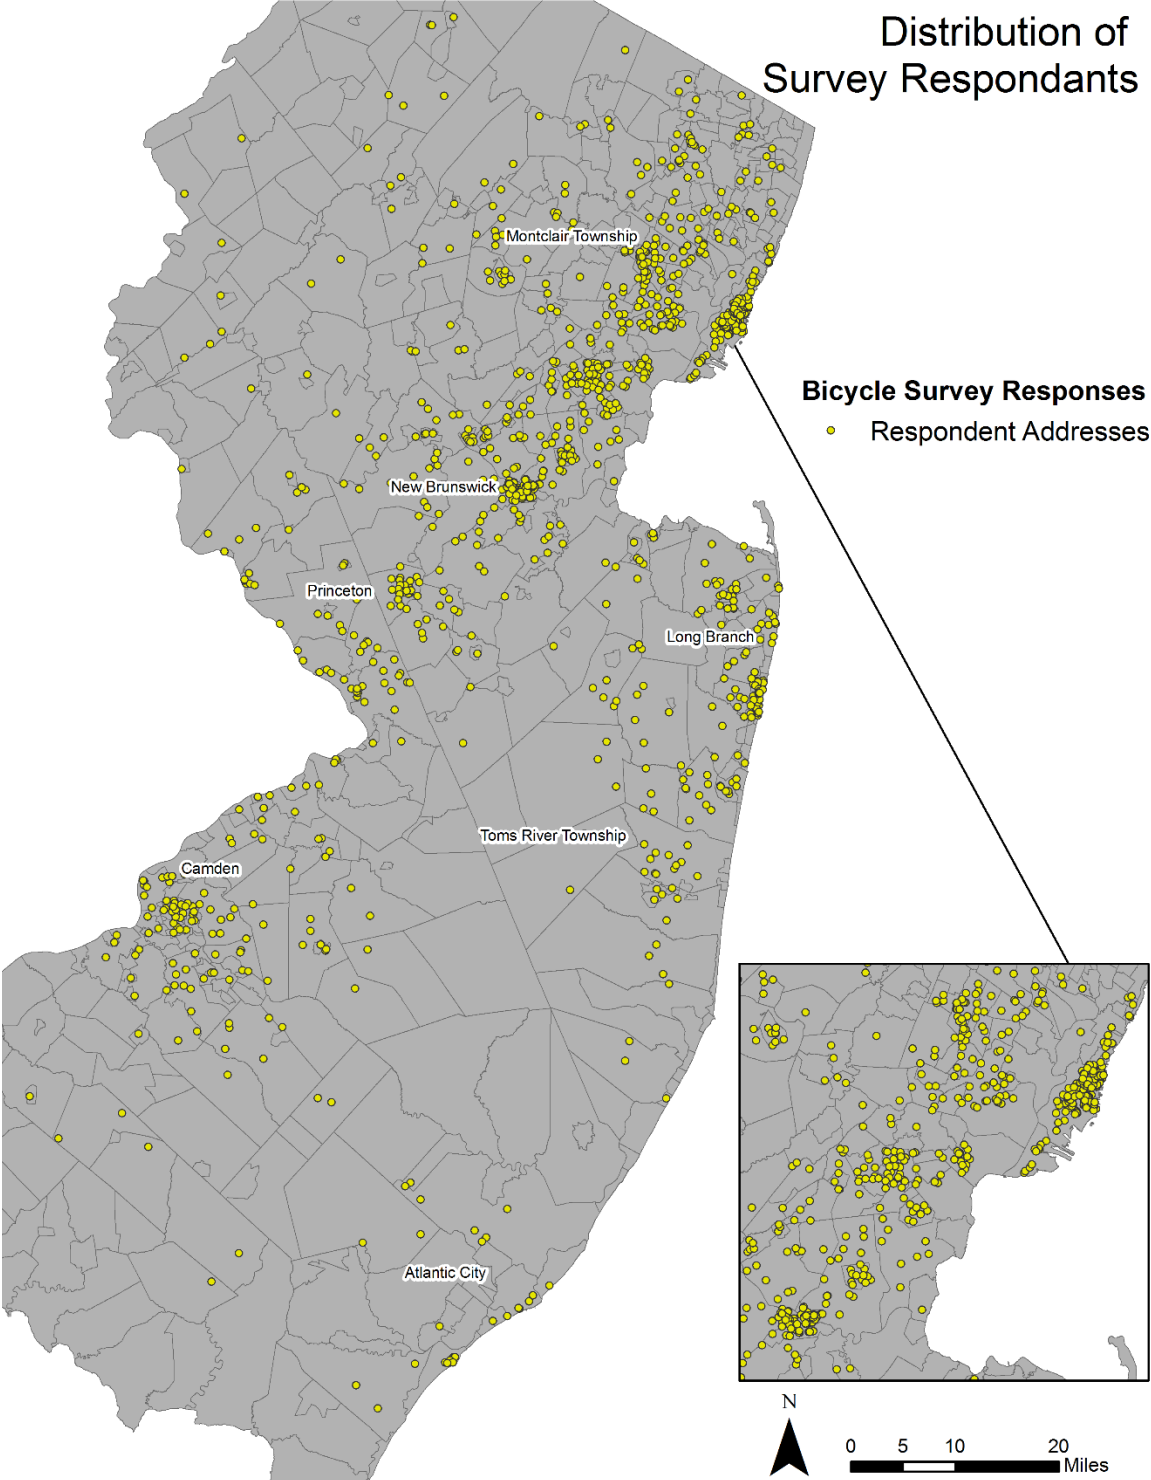 Distribution of
Survey Respondants
Montclair Township
Bicycle Survey Responses
Respondent Addresses
New Brunswick
Princeton
Long Branch
Toms River Township
Camden
Atlantic City
N
0 5 10 20
Miles